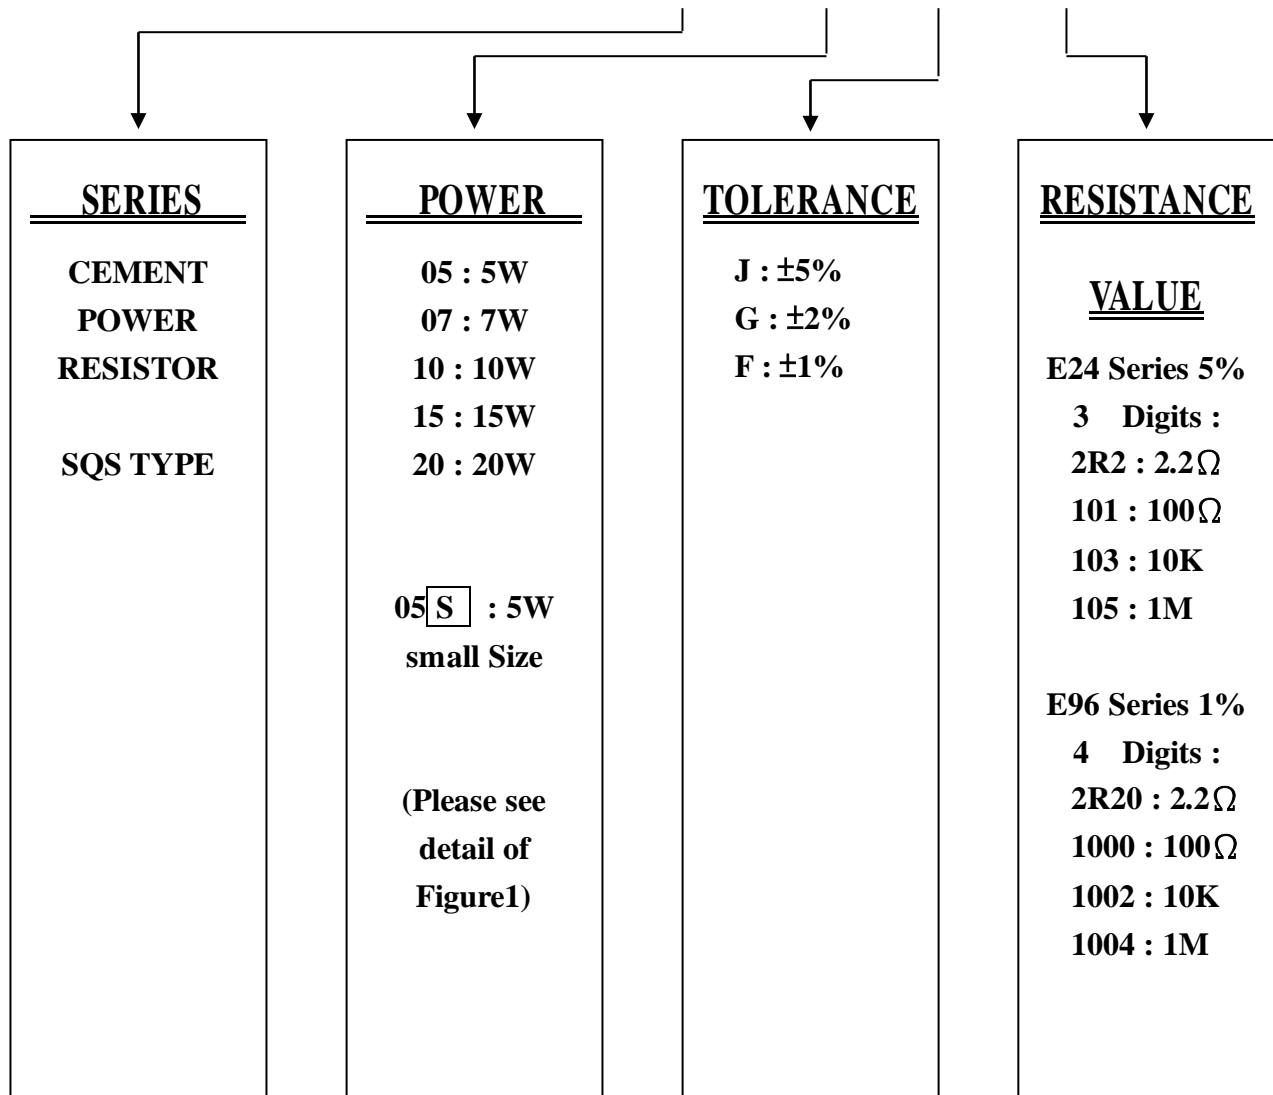 SERIES
CEMENT
POWER
RESISTOR
SQS TYPE
POWER
05 : 5W
07 : 7W
10 : 10W
15 : 15W
20 : 20W
05 S : 5W
small Size
(Please see
detail of
Figure1)
TOLERANCE
J : ±5%
G : ±2%
F : ±1%
RESISTANCE
VALUE
E24 Series 5%
3 Digits :
2R2 : 2.2Ω
101 : 100Ω
103 : 10K
105 : 1M
E96 Series 1%
4 Digits :
2R20 : 2.2Ω
1000 : 100Ω
1002 : 10K
1004 : 1M